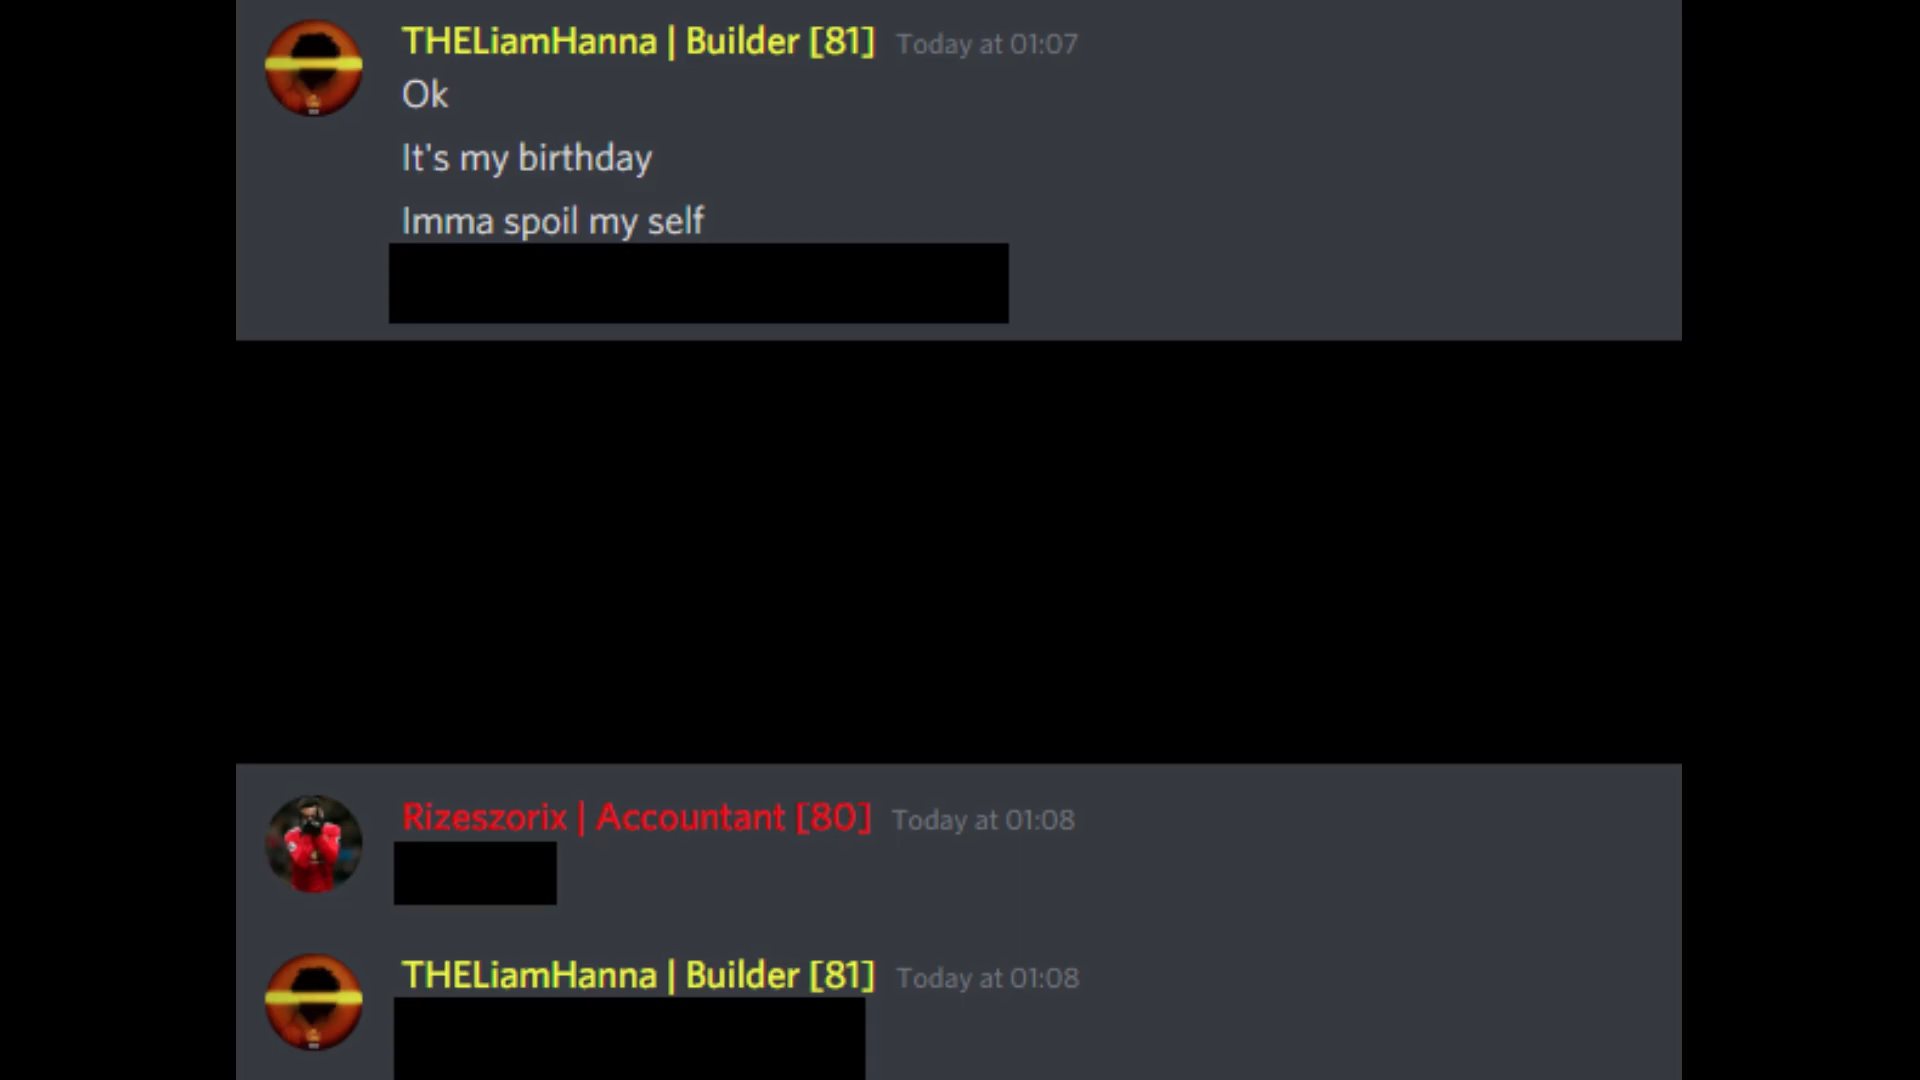 THELiamHanna | Builder [81] Today at 01:07
Ok
It's my birthday
Imma spoil my self
Rizeszorix | Accountant [80] Today at 01:08
THELiamHanna | Builder [81] Today at 01:08